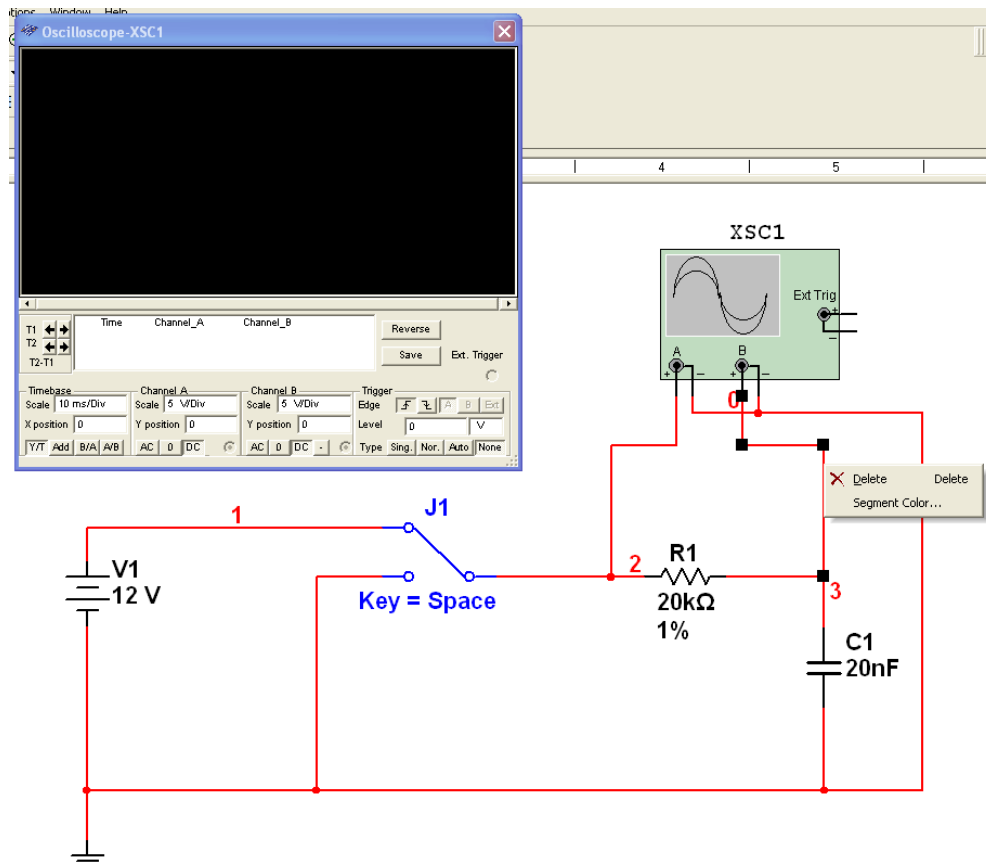 Window Help
Oscilloscope-XSC1
4 5
XSC1
Ext Trig
+
−
A B
+ − + −
0
T1
T2
T2-T1
Time Channel_A Channel_B
Reverse
Save
Ext. Trigger
Timebase
Scale 10 ms/Div
X position 0
Y/T Add B/A A/B
Channel A
Scale 5 V/Div
Y position 0
AC 0 DC
Channel B
Scale 5 V/Div
Y position 0
AC 0 DC -
Trigger
Edge A B Ext
Level 0 V
Type Sing. Nor. Auto None
Delete Delete
Segment Color...
1
J1
Key = Space
V1
12 V
2
R1
20kΩ
1%
3
C1
20nF